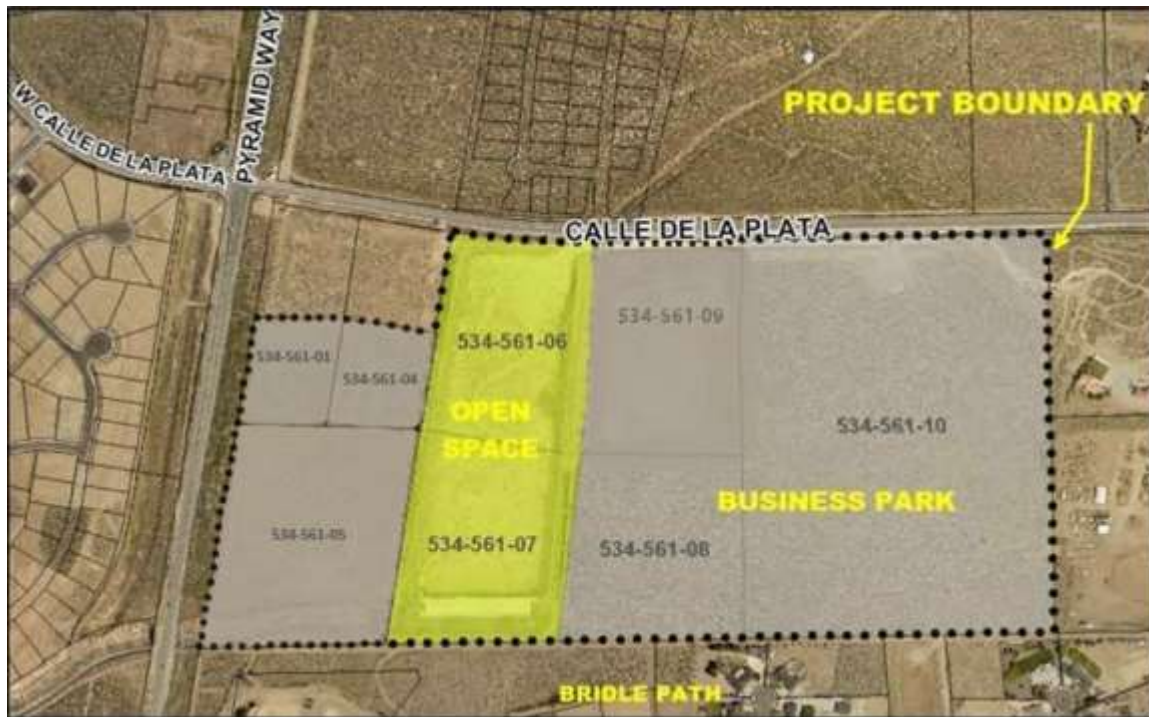 PYRAMID WAY
W CALLE DE LA PLATA
PROJECT BOUNDARY
CALLE DE LA PLATA
534-561-09
534-561-06
534-561-01
534-561-04
OPEN
SPACE
534-561-10
BUSINESS PARK
534-561-05
534-561-07
534-561-08
BRIDLE PATH